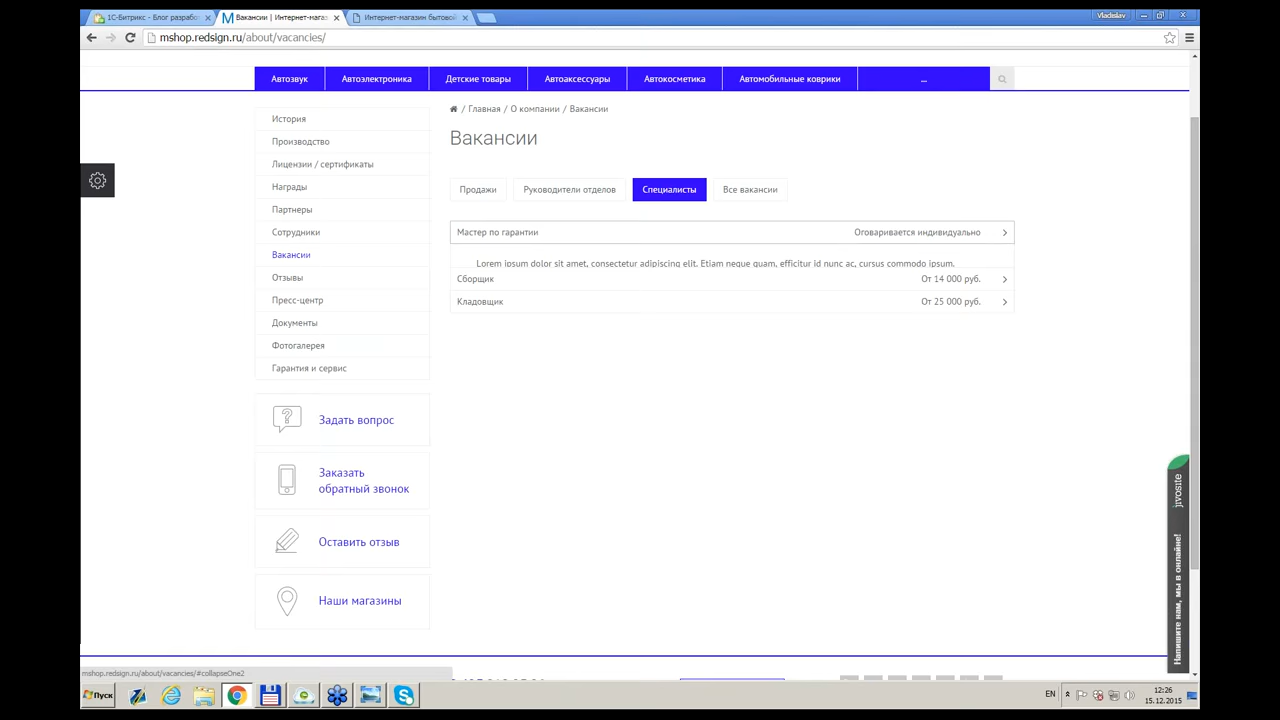 1С-Битрикс - Блог разработ
Вакансии | Интернет-мага
Интернет-магазин бытовой
Vladislav
mshop.redsign.ru/about/vacancies/
Автозвук
Автоэлектроника
Детские товары
Автоаксессуары
Автокосметика
Автомобильные коврики
...
История
Производство
Лицензии / сертификаты
Награды
Партнеры
Сотрудники
Вакансии
Отзывы
Пресс-центр
Документы
Фотогалерея
Гарантия и сервис
Задать вопрос
Заказать
обратный звонок
Оставить отзыв
Наши магазины
/ Главная / О компании / Вакансии
Вакансии
Продажи
Руководители отделов
Специалисты
Все вакансии
Мастер по гарантии
Оговаривается индивидуально
Lorem ipsum dolor sit amet, consectetur adipiscing elit. Etiam neque quam, efficitur id nunc ac, cursus commodo ipsum.
Сборщик
От 14 000 руб.
Кладовщик
От 25 000 руб.
jivosite
Напишите нам, мы в онлайне!
mshop.redsign.ru/about/vacancies/#collapseOne2
Пуск
EN
12:26
15.12.2015